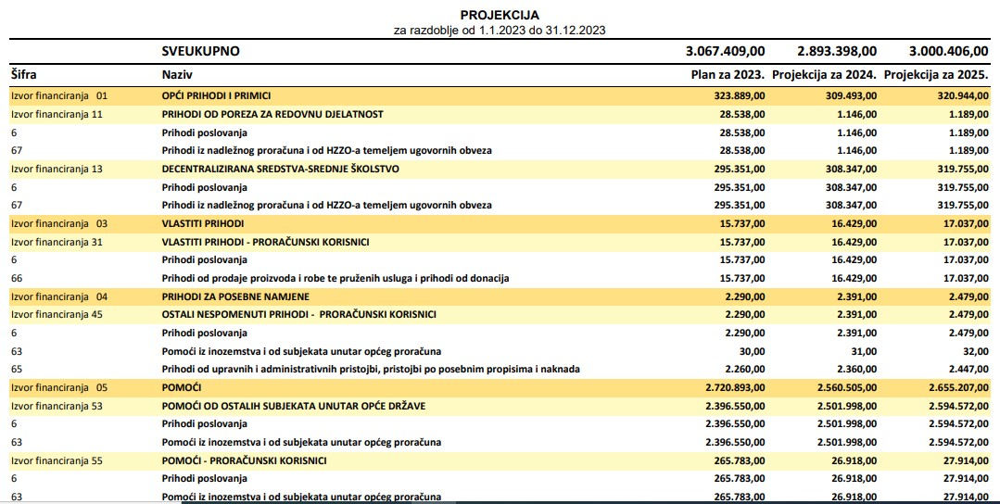 PROJEKCIJA
za razdoblje od 1.1.2023 do 31.12.2023
SVEUKUPNO 3.067.409,00 2.893.398,00 3.000.406,00
Šifra Naziv Plan za 2023. Projekcija za 2024. Projekcija za 2025.
Izvor financiranja 01 OPĆI PRIHODI I PRIMICI 323.889,00 309.493,00 320.944,00
Izvor financiranja 11 PRIHODI OD POREZA ZA REDOVNU DJELATNOST 28.538,00 1.146,00 1.189,00
6 Prihodi poslovanja 28.538,00 1.146,00 1.189,00
67 Prihodi iz nadležnog proračuna i od HZZO-a temeljem ugovornih obveza 28.538,00 1.146,00 1.189,00
Izvor financiranja 13 DECENTRALIZIRANA SREDSTVA-SREDNJE ŠKOLSTVO 295.351,00 308.347,00 319.755,00
6 Prihodi poslovanja 295.351,00 308.347,00 319.755,00
67 Prihodi iz nadležnog proračuna i od HZZO-a temeljem ugovornih obveza 295.351,00 308.347,00 319.755,00
Izvor financiranja 03 VLASTITI PRIHODI 15.737,00 16.429,00 17.037,00
Izvor financiranja 31 VLASTITI PRIHODI - PRORAČUNSKI KORISNICI 15.737,00 16.429,00 17.037,00
6 Prihodi poslovanja 15.737,00 16.429,00 17.037,00
66 Prihodi od prodaje proizvoda i robe te pruženih usluga i prihodi od donacija 15.737,00 16.429,00 17.037,00
Izvor financiranja 04 PRIHODI ZA POSEBNE NAMJENE 2.290,00 2.391,00 2.479,00
Izvor financiranja 45 OSTALI NESPOMENUTI PRIHODI - PRORAČUNSKI KORISNICI 2.290,00 2.391,00 2.479,00
6 Prihodi poslovanja 2.290,00 2.391,00 2.479,00
63 Pomoći iz inozemstva i od subjekata unutar općeg proračuna 30,00 31,00 32,00
65 Prihodi od upravnih i administrativnih pristojbi, pristojbi po posebnim propisima i naknada 2.260,00 2.360,00 2.447,00
Izvor financiranja 05 POMOĆI 2.720.893,00 2.560.505,00 2.655.207,00
Izvor financiranja 53 POMOĆI OD OSTALIH SUBJEKATA UNUTAR OPĆE DRŽAVE 2.396.550,00 2.501.998,00 2.594.572,00
6 Prihodi poslovanja 2.396.550,00 2.501.998,00 2.594.572,00
63 Pomoći iz inozemstva i od subjekata unutar općeg proračuna 2.396.550,00 2.501.998,00 2.594.572,00
Izvor financiranja 55 POMOĆI - PRORAČUNSKI KORISNICI 265.783,00 26.918,00 27.914,00
6 Prihodi poslovanja 265.783,00 26.918,00 27.914,00
63 Pomoći iz inozemstva i od subjekata unutar općeg proračuna 265.783,00 26.918,00 27.914,00